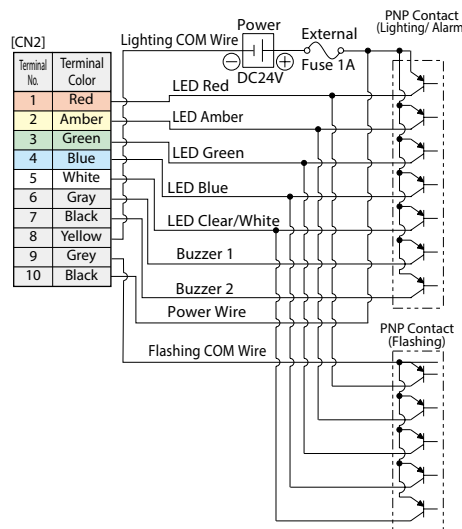 PNP Contact
(Lighting/ Alarm
Power
External
[CN2]
Lighting COM Wire
Fuse 1A
DC24V
Terminal No. Terminal Color
1 Red
2 Amber
3 Green
4 Blue
5 White
6 Gray
7 Black
8 Yellow
9 Grey
10 Black
LED Red
LED Amber
LED Green
LED Blue
LED Clear/White
Buzzer 1
Buzzer 2
Power Wire
Flashing COM Wire
PNP Contact
(Flashing)